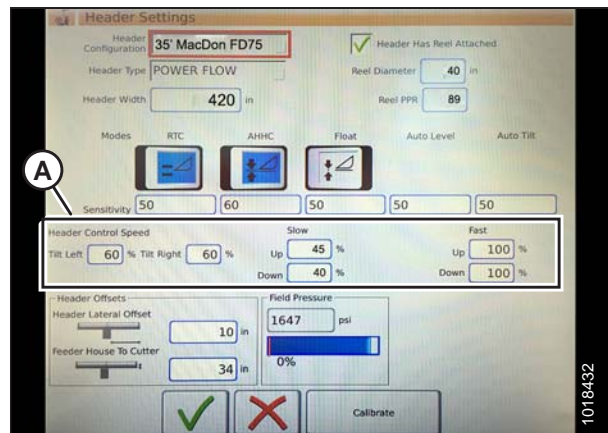 Header Settings
Header Configuration 35' MacDon FD75
Header Has Reel Attached
Header Type POWER FLOW
Reel Diameter 40 in
Header Width 420 in
Reel PPR 89
Modes RTC AHHC Float Auto Level Auto Tilt
Sensitivity 50 60 50 50 50
A
Header Control Speed Slow Fast
Tilt Left 60 % Tilt Right 60 % Up 45 % Up 100 %
Down 40 % Down 100 %
Header Offsets Field Pressure
Header Lateral Offset 1647 psi
10 in
Feeder House To Cutter
34 in 0%
Calibrate
1018432